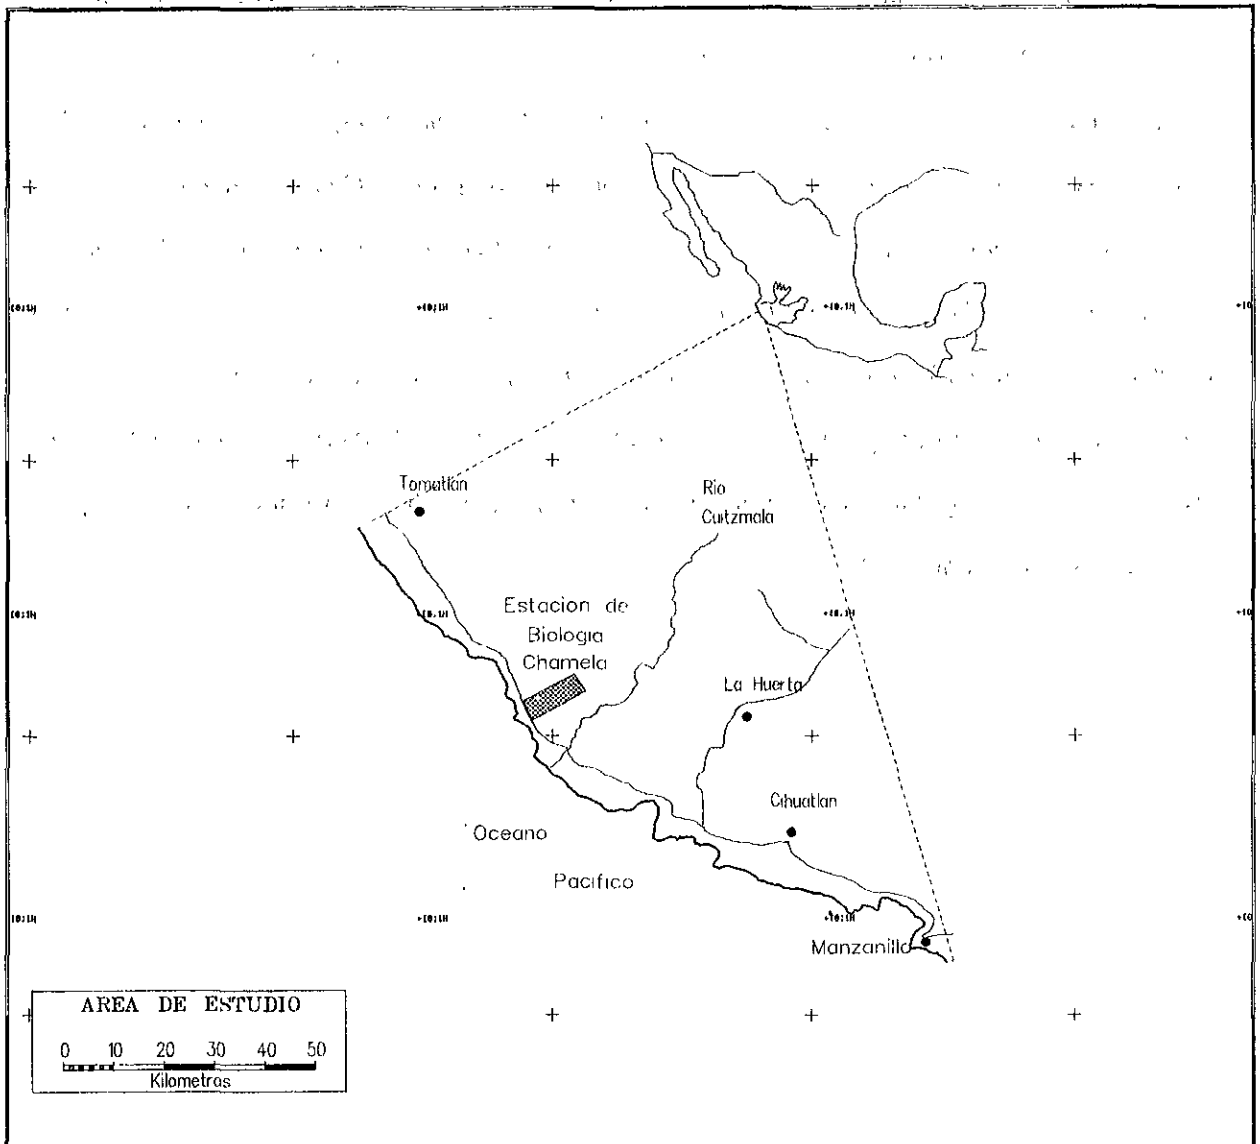 Tomatlán
Rio
Cuitzmala
Estacion de
Biologia
Chamela
La Huerta
Cihuatlan
Oceano
Pacifico
Manzanillo
AREA DE ESTUDIO
0 10 20 30 40 50
Kilometros